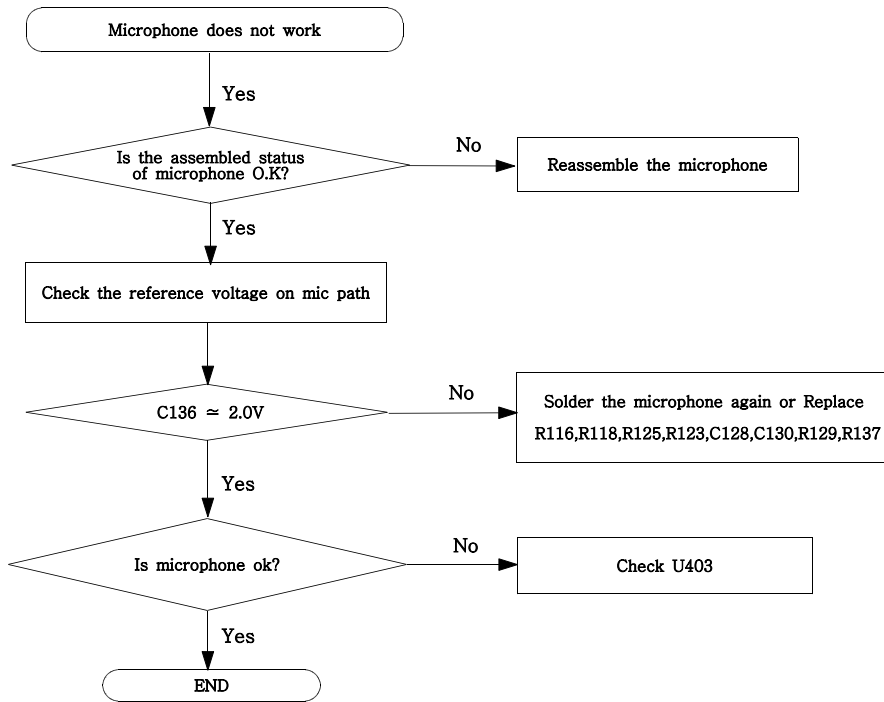 Microphone does not work
Yes
Is the assembled status
of microphone O.K?
No
Reassemble the microphone
Yes
Check the reference voltage on mic path
C136 ≃ 2.0V
No
Solder the microphone again or Replace
R116,R118,R125,R123,C128,C130,R129,R137
Yes
Is microphone ok?
No
Check U403
Yes
END